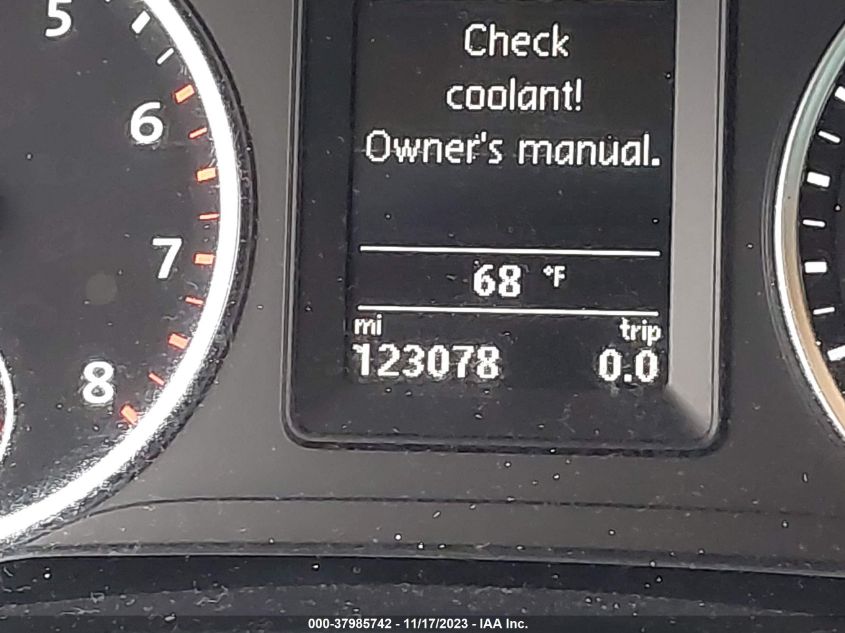 5
6
7
8
Check
coolant!
Owner's manual.
68 °F
mi trip
123078 0.0
000-37985742 - 11/17/2023 - IAA Inc.